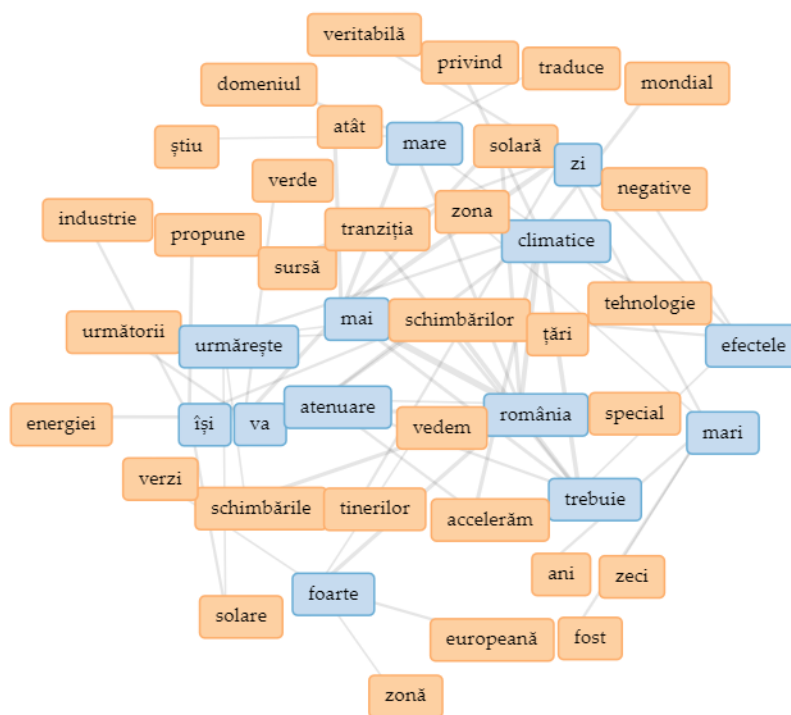 veritabilă
privind
traduce
domeniul
mondial
atât
mare
solară
știu
zi
verde
negative
zona
industrie
propune
tranziția
climatice
sursă
tehnologie
mai
schimbărilor
țări
următorii
urmărește
efectele
atenuare
românia
special
energiei
își
va
vedem
mari
verzi
schimbările
tinerilor
trebuie
accelerăm
ani
zeci
foarte
solare
europeană
fost
zonă